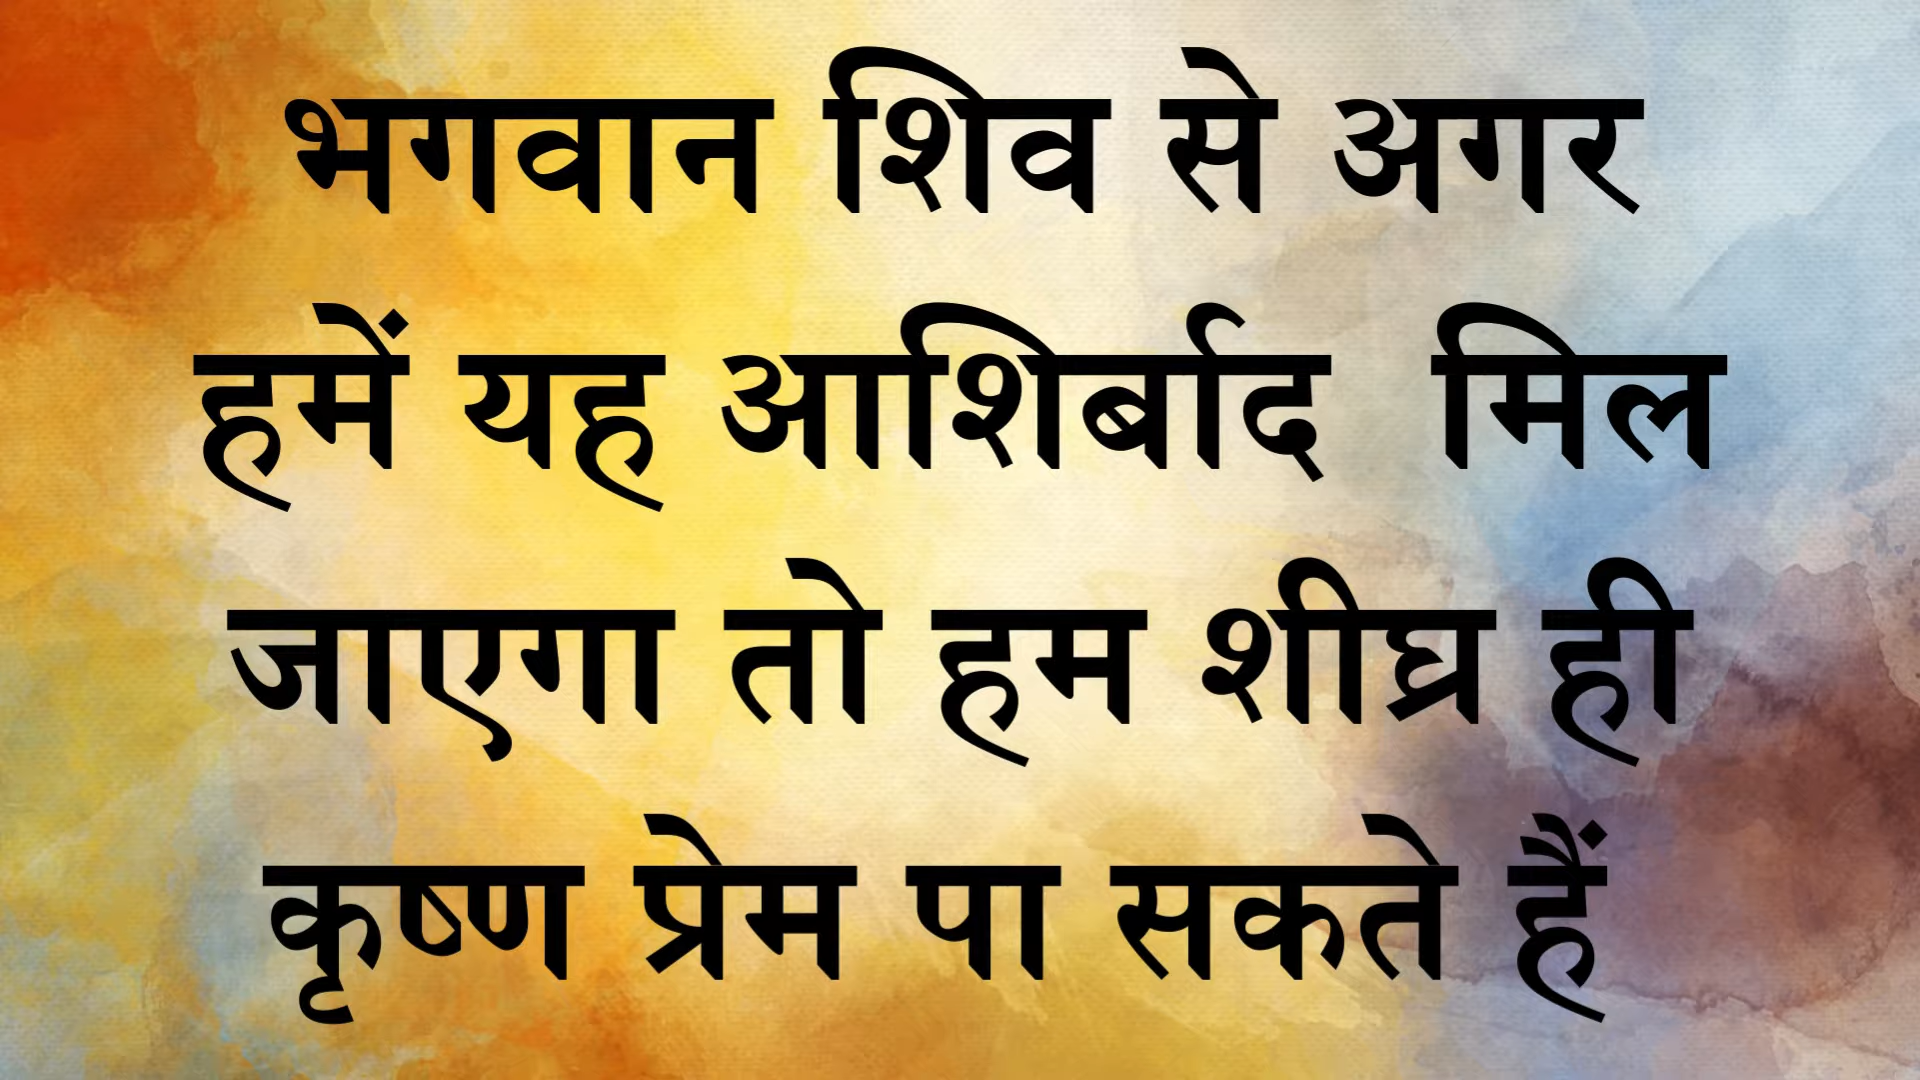 भगवान शिव से अगर
हमें यह आशिर्बाद मिल
जाएगा तो हम शीघ्र ही
कृष्ण प्रेम पा सकते हैं